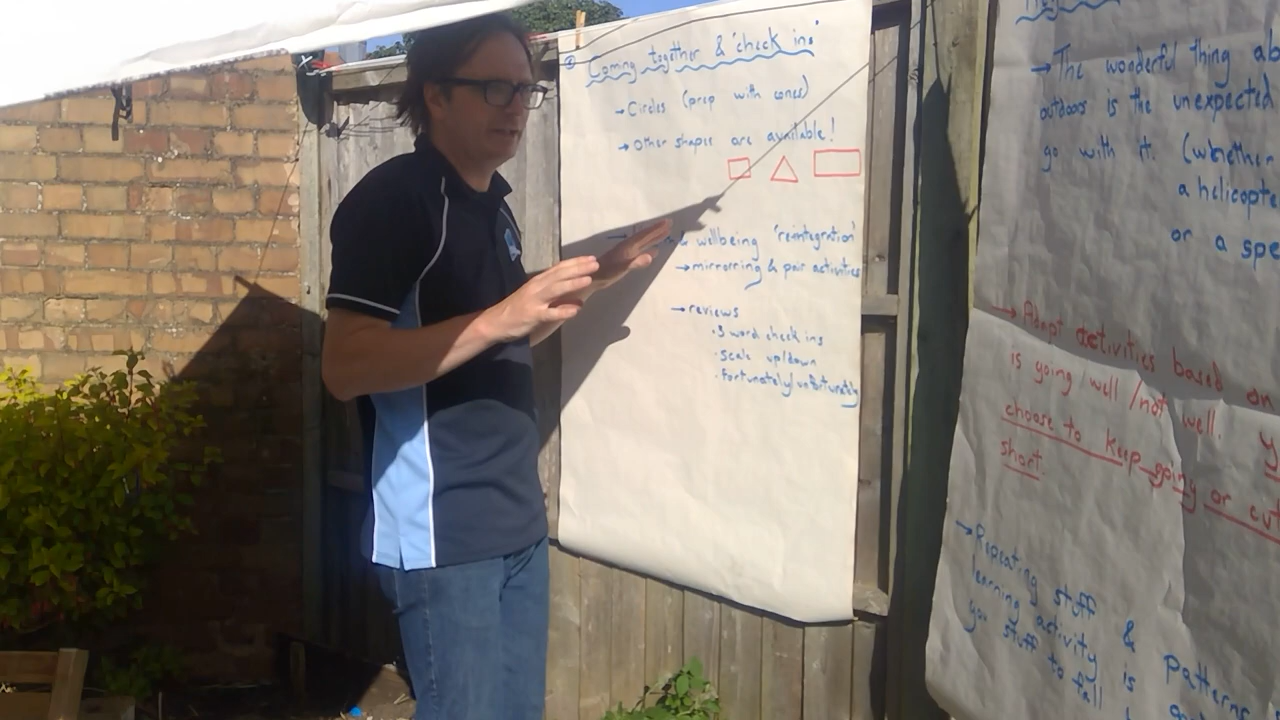 Coming together & 'check ins'
→ Circles (prep with cones)
→ Other shapes are available!
& wellbeing 'reintegration'
→ mirrorring & pair activities
→ reviews
• 3 word check ins
• scale up/down
• fortunately/unfortunately
→ The wonderful thing ab
outdoors is the unexpected
go with it. (whether
a helicopte
or a spe
→ Adapt activities based on
is going well/not well.
choose to keep going or cut
short.
→ Repeating stuff & patterns
learning activity is
you stuff to fall